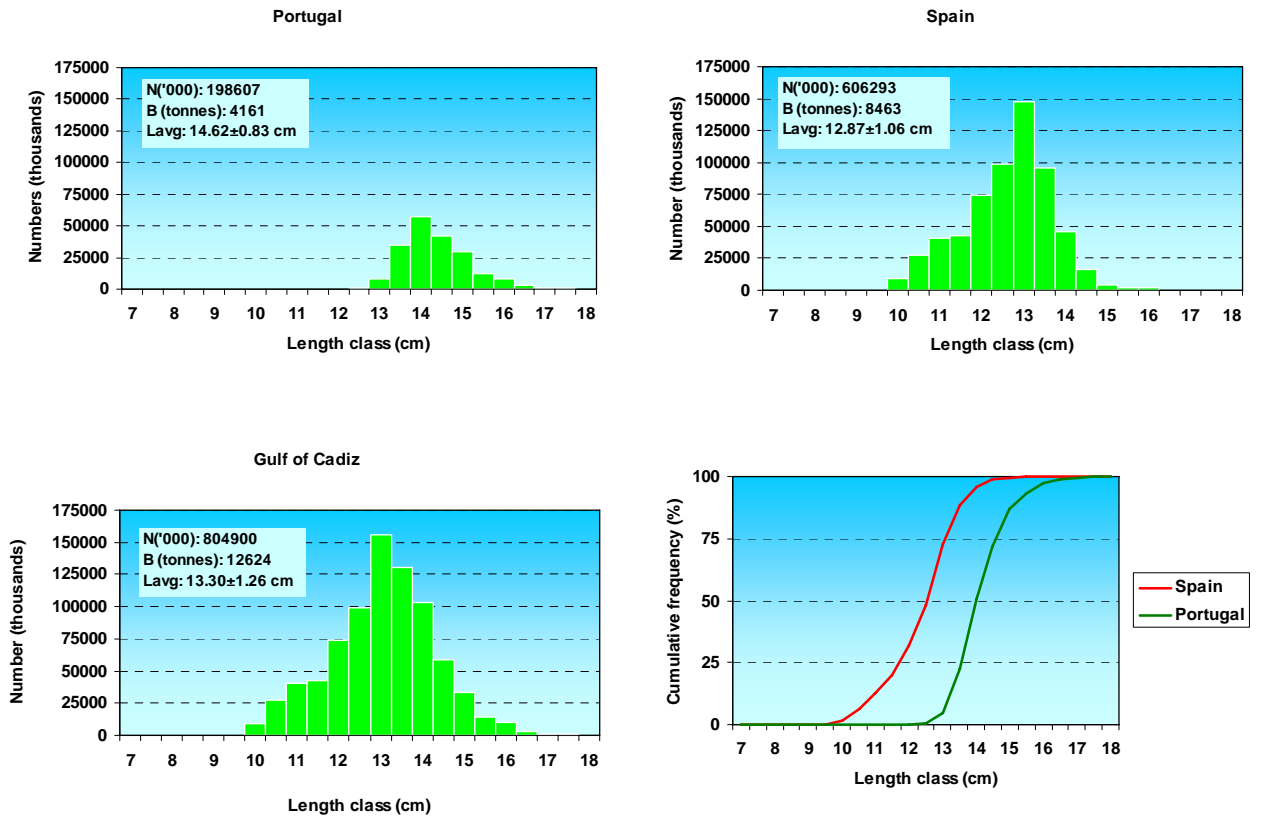 Portugal
175000
150000
125000
100000
75000
50000
25000
0
Numbers (thousands)
N('000): 198607
B (tonnes): 4161
Lavg: 14.62±0.83 cm
7 8 9 10 11 12 13 14 15 16 17 18
Length class (cm)
Spain
175000
150000
125000
100000
75000
50000
25000
0
Number (thousands)
N('000): 606293
B (tonnes): 8463
Lavg: 12.87±1.06 cm
7 8 9 10 11 12 13 14 15 16 17 18
Length class (cm)
Gulf of Cadiz
175000
150000
125000
100000
75000
50000
25000
0
Number (thousands)
N('000): 804900
B (tonnes): 12624
Lavg: 13.30±1.26 cm
7 8 9 10 11 12 13 14 15 16 17 18
Length class (cm)
100
75
50
25
0
Cumulative frequency (%)
7 8 9 10 11 12 13 14 15 16 17 18
Length class (cm)
Spain
Portugal